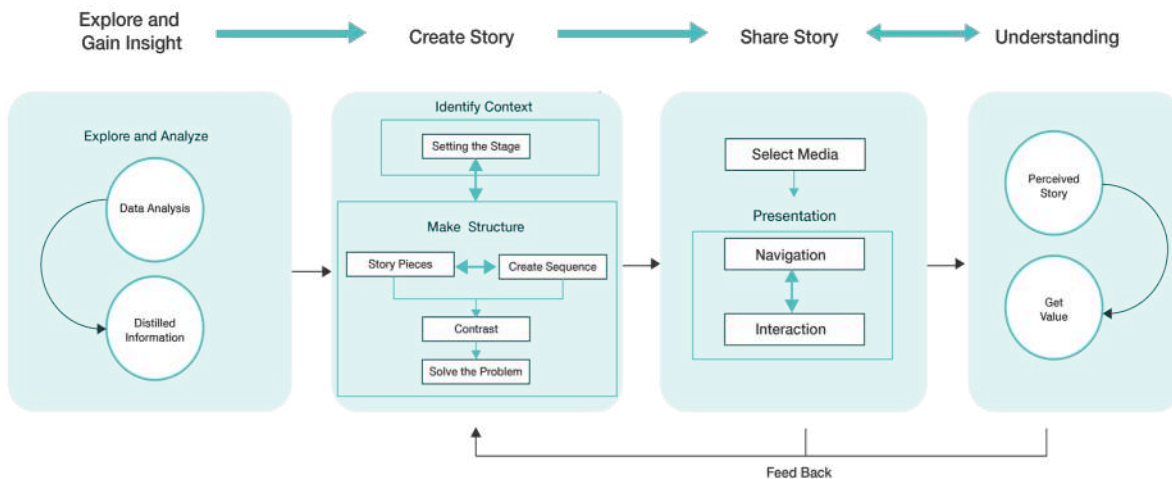 Explore and
Gain Insight
Create Story
Share Story
Understanding
Explore and Analyze
Data Analysis
Distilled
Information
Identify Context
Setting the Stage
Make Structure
Story Pieces
Create Sequence
Contrast
Solve the Problem
Select Media
Presentation
Navigation
Interaction
Perceived
Story
Get
Value
Feed Back